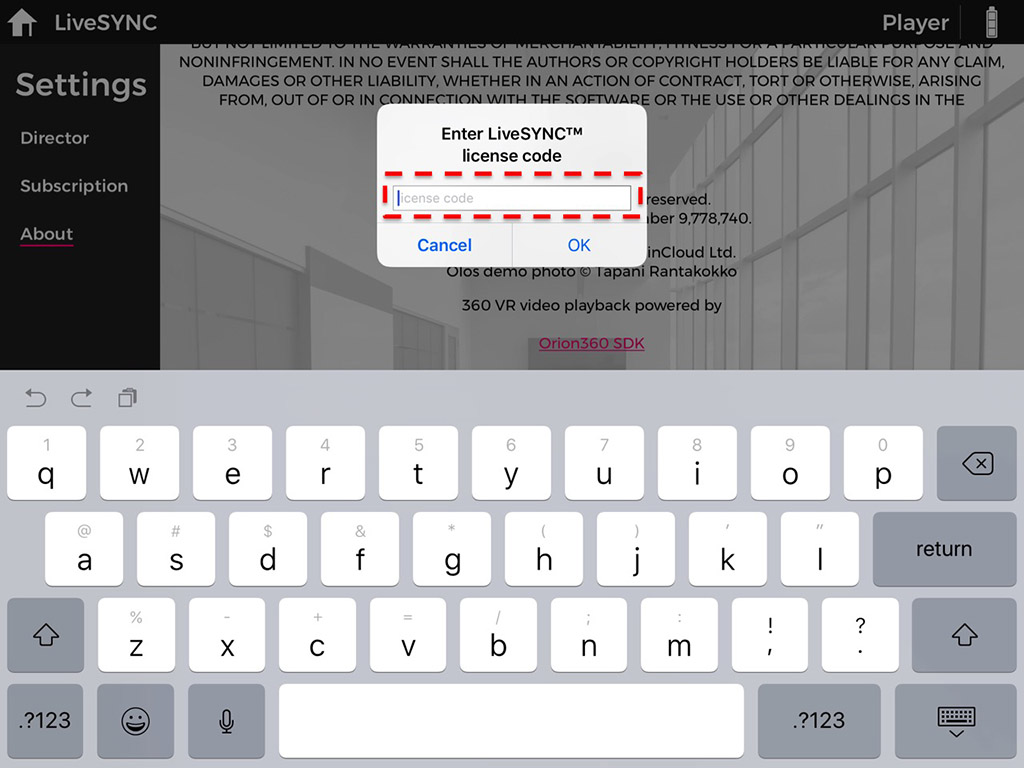 LiveSYNC
Player
Settings
Director
Subscription
About
BUT NOT LIMITED TO THE WARRANTIES OF MERCHANTABILITY, FITNESS FOR A PARTICULAR PURPOSE AND
NONINFRINGEMENT. IN NO EVENT SHALL THE AUTHORS OR COPYRIGHT HOLDERS BE LIABLE FOR ANY CLAIM,
DAMAGES OR OTHER LIABILITY, WHETHER IN AN ACTION OF CONTRACT, TORT OR OTHERWISE, ARISING
FROM, OUT OF OR IN CONNECTION WITH THE SOFTWARE OR THE USE OR OTHER DEALINGS IN THE
Enter LiveSYNC™
license code
license code
Cancel
OK
reserved.
9,778,740.
Ltd.
Olos demo photo © Tapani Rantakokko
360 VR video playback powered by
Orion360 SDK
1 2 3 4 5 6 7 8 9 0
q w e r t y u i o p
@ # $ & * ( ) ' "
a s d f g h j k l return
% - + = / ; : ! ?
z x c v b n m , .
.?123 .?123